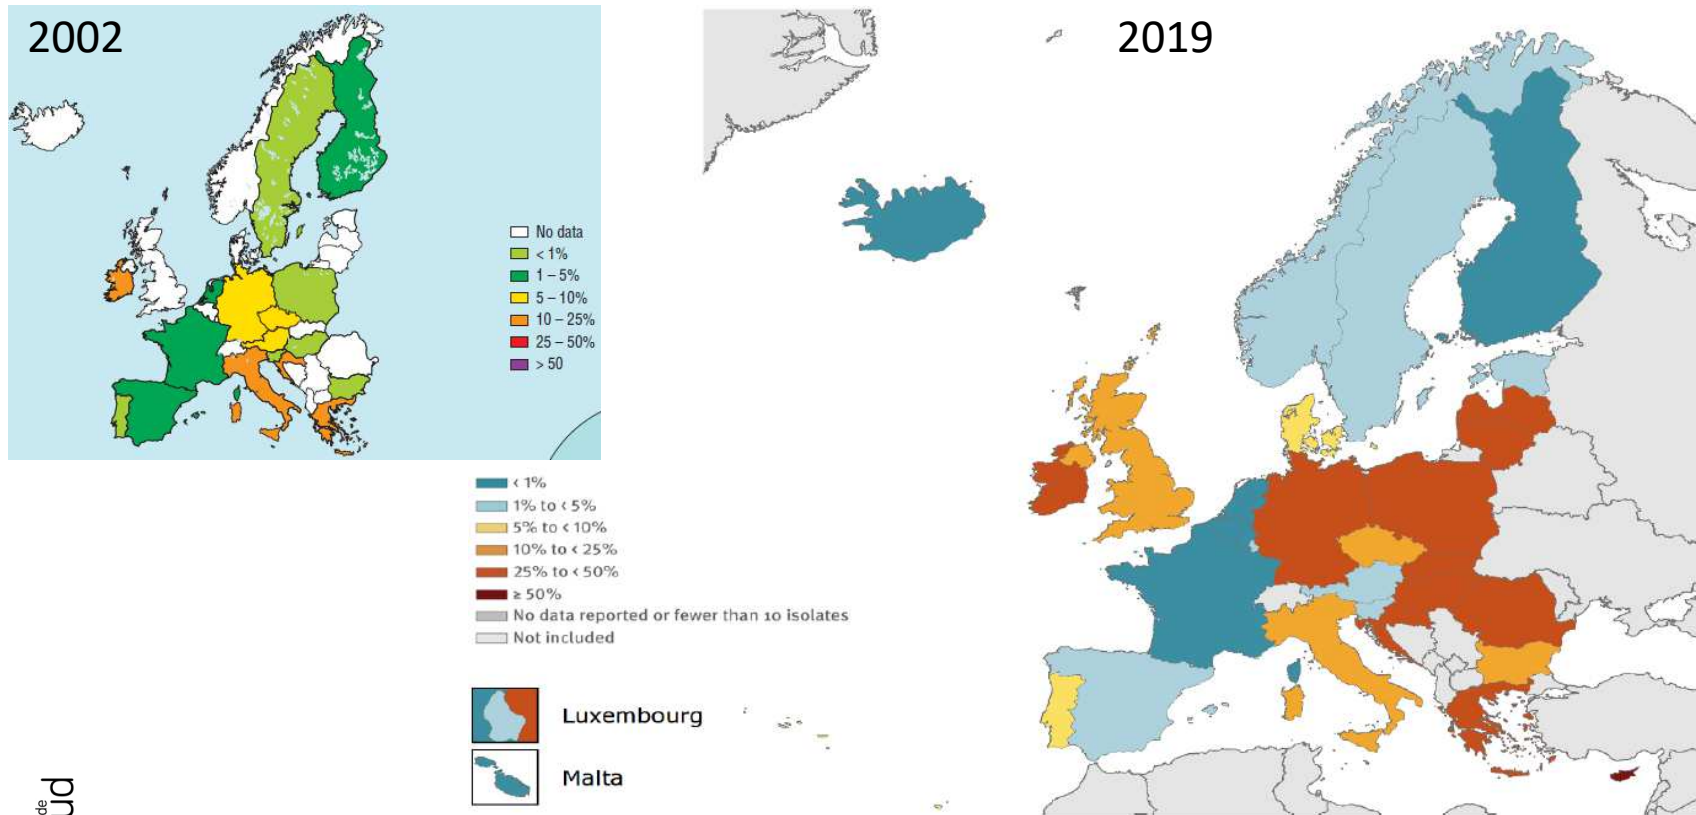 2002
2019
No data
< 1%
1 – 5%
5 – 10%
10 – 25%
25 – 50%
> 50
< 1%
1% to < 5%
5% to < 10%
10% to < 25%
25% to < 50%
≥ 50%
No data reported or fewer than 10 isolates
Not included
Luxembourg
Malta
de
ud